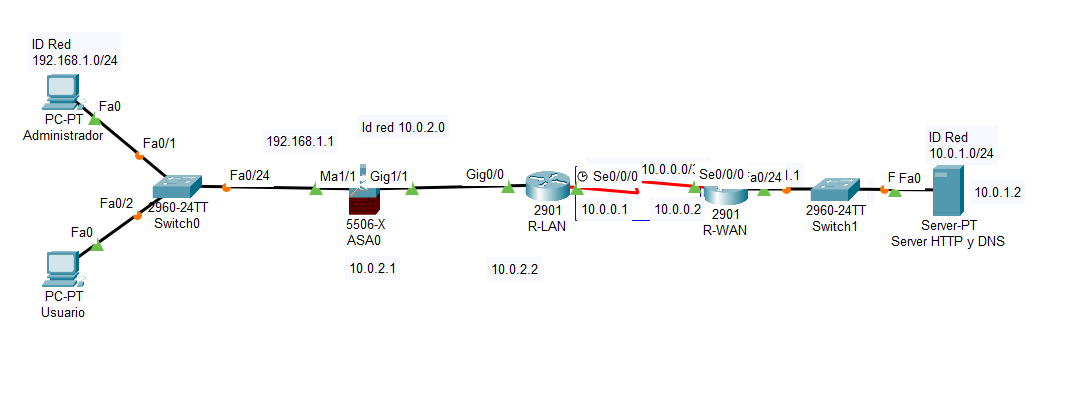 ID Red
192.168.1.0/24
Fa0
PC-PT
Administrador
Fa0/1
192.168.1.1
Id red 10.0.2.0
Fa0/24
Ma1/1
Gig1/1
Gig0/0
Se0/0/0
10.0.0.0/
Se0/0/0
a0/24
.1
ID Red
10.0.1.0/24
F
Fa0
10.0.1.2
Fa0/2
2960-24TT
Switch0
5506-X
ASA0
2901
R-LAN
10.0.0.1
10.0.0.2
2901
R-WAN
2960-24TT
Switch1
Server-PT
Server HTTP y DNS
Fa0
PC-PT
Usuario
10.0.2.1
10.0.2.2